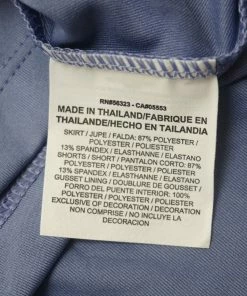 RN#56323 - CA#05553
MADE IN THAILAND/FABRIQUE EN
THAILANDE/HECHO EN TAILANDIA
SKIRT / JUPE / FALDA: 87% POLYESTER /
POLYESTER / POLIESTER
13% SPANDEX / ELASTHANNE / ELASTANO
SHORTS / SHORT / PANTALON CORTO: 87%
POLYESTER / POLYESTER / POLIESTER
13% SPANDEX / ELASTHANNE / ELASTANO
GUSSET LINING / DOUBLURE DE GOUSSET /
FORRO DEL PUENTE INTERIOR: 100%
POLYESTER / POLYESTER / POLIESTER
EXCLUSIVE OF DECORATION / DECORATION
NON COMPRISE / NO INCLUYE LA
DECORACION